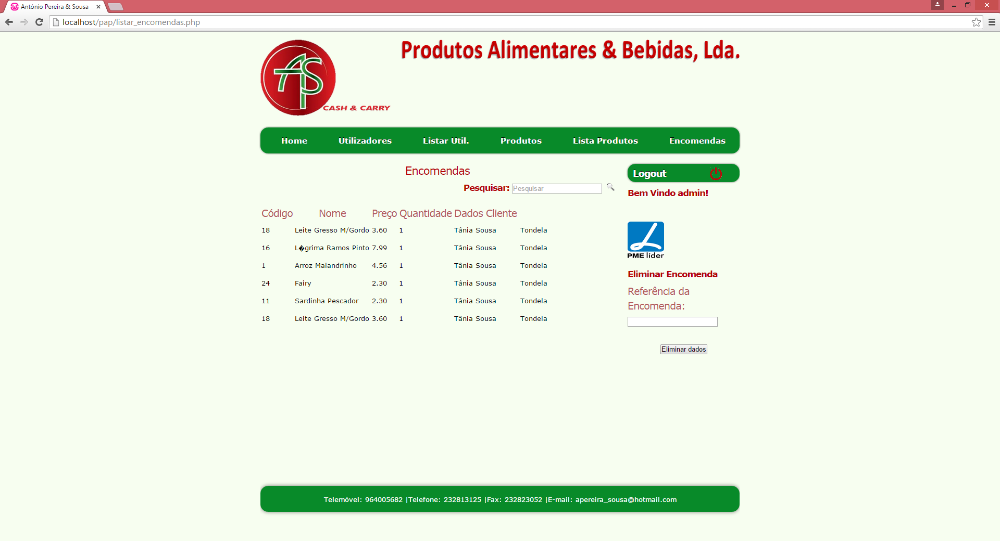 António Pereira & Sousa
localhost/pap/listar_encomendas.php
Produtos Alimentares & Bebidas, Lda.
APS
CASH & CARRY
Home Utilizadores Listar Util. Produtos Lista Produtos Encomendas
Encomendas
Pesquisar: Pesquisar
Código Nome Preço Quantidade Dados Cliente
18 Leite Gresso M/Gordo 3.60 1 Tânia Sousa Tondela
16 L�grima Ramos Pinto 7.99 1 Tânia Sousa Tondela
1 Arroz Malandrinho 4.56 1 Tânia Sousa Tondela
24 Fairy 2.30 1 Tânia Sousa Tondela
11 Sardinha Pescador 2.30 1 Tânia Sousa Tondela
18 Leite Gresso M/Gordo 3.60 1 Tânia Sousa Tondela
Logout
Bem Vindo admin!
PME líder
Eliminar Encomenda
Referência da
Encomenda:
Eliminar dados
Telemóvel: 964005682 |Telefone: 232813125 |Fax: 232823052 |E-mail: apereira_sousa@hotmail.com